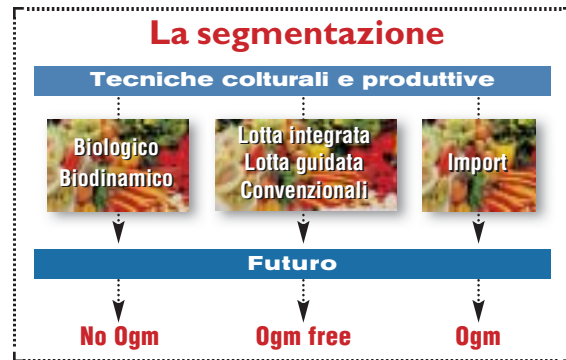 La segmentazione
Tecniche colturali e produttive
Biologico
Biodinamico
Lotta integrata
Lotta guidata
Convenzionali
Import
Futuro
No Ogm
Ogm free
Ogm